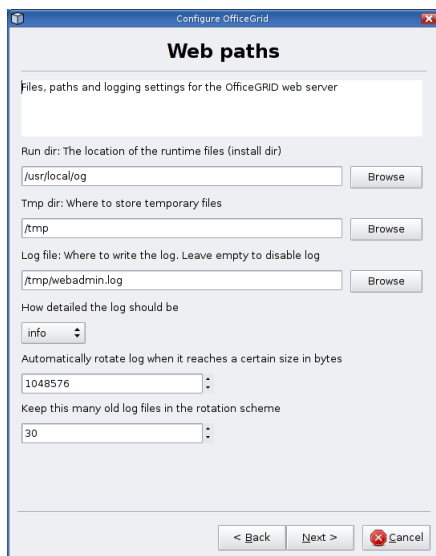 Configure OfficeGrid
Web paths
Files, paths and logging settings for the OfficeGRID web server
Run dir: The location of the runtime files (install dir)
/usr/local/og
Browse
Tmp dir: Where to store temporary files
/tmp
Browse
Log file: Where to write the log. Leave empty to disable log
/tmp/webadmin.log
Browse
How detailed the log should be
info
Automatically rotate log when it reaches a certain size in bytes
1048576
Keep this many old log files in the rotation scheme
30
< Back Next > Cancel